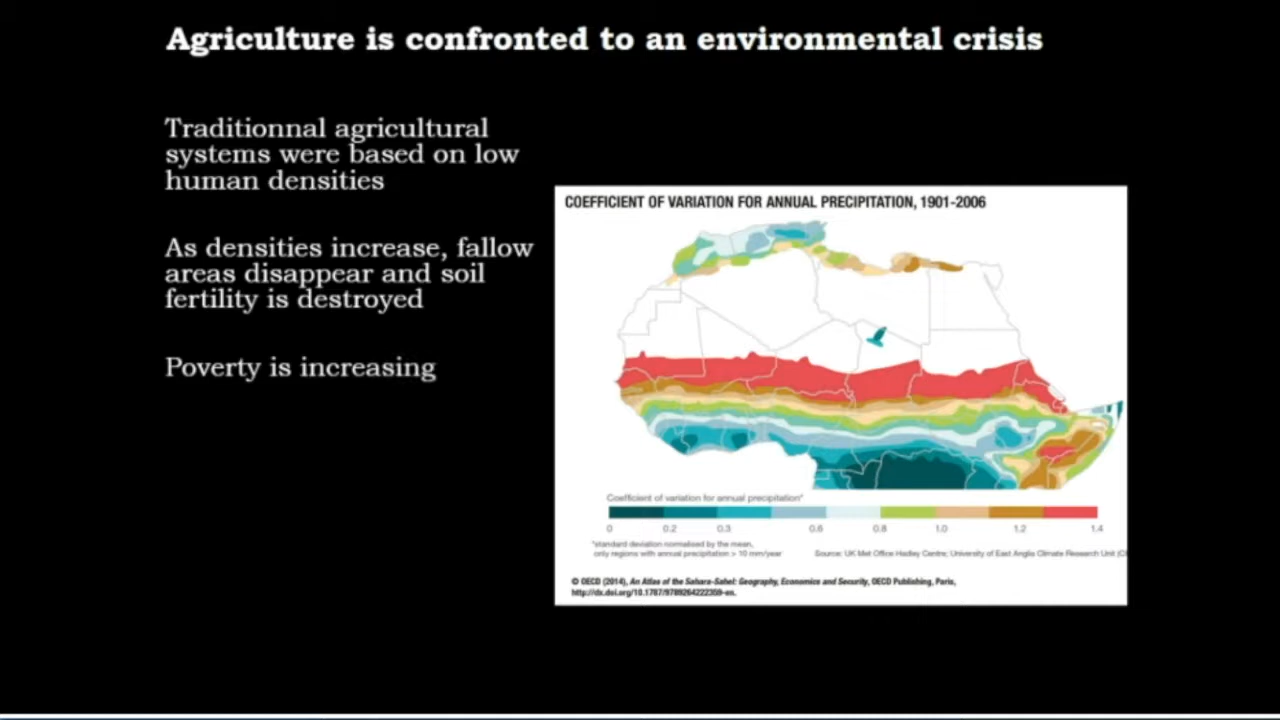 Agriculture is confronted to an environmental crisis
Traditionnal agricultural
systems were based on low
human densities
As densities increase, fallow
areas disappear and soil
fertility is destroyed
Poverty is increasing
COEFFICIENT OF VARIATION FOR ANNUAL PRECIPITATION, 1901-2006
Coefficient of variation for annual precipitation*
0 0.2 0.3 0.6 0.8 1.0 1.2 1.4
*standard deviation normalised by the mean,
only regions with annual precipitation > 10 mm/year
Source: UK Met Office Hadley Centre; University of East Anglia Climate Research Unit
© OECD (2014), An Atlas of the Sahara-Sahel: Geography, Economics and Security, OECD Publishing, Paris,
http://dx.doi.org/10.1787/9789264222359-en.